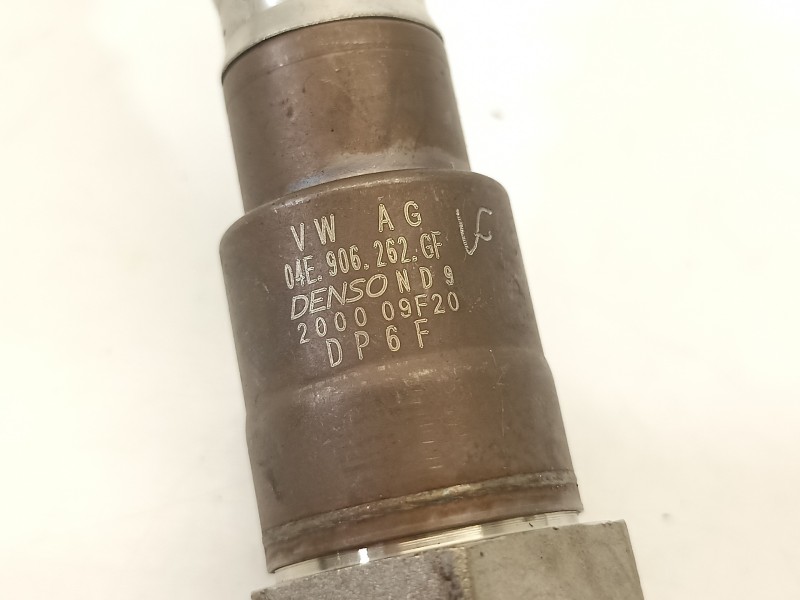 VW AG
04E.906.262.GF
DENSO ND9
2000 09F20
DP6F